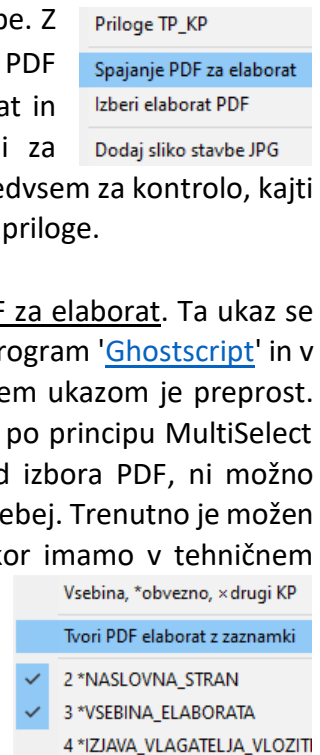 be. Z
PDF
at in
i za
edvsem za kontrolo, kajti
priloge.
Priloge TP_KP
Spajanje PDF za elaborat
Izberi elaborat PDF
Dodaj sliko stavbe JPG
F za elaborat. Ta ukaz se
rogram 'Ghostscript' in v
em ukazom je preprost.
po principu MultiSelect
d izbora PDF, ni možno
ebej. Trenutno je možen
kor imamo v tehničnem
Vsebina, *obvezno, ×drugi KP
Tvori PDF elaborat z zaznamki
2 *NASLOVNA_STRAN
3 *VSEBINA_ELABORATA
4 *IZJAVA_VLAGATELJA_VLOZITE